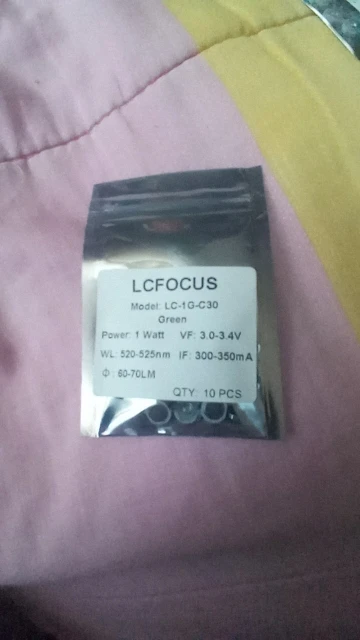 LCFOCUS
Model: LC-1G-C30
Green
Power: 1 Watt VF: 3.0-3.4V
WL: 520-525nm IF: 300-350mA
Φ : 60-70LM
QTY: 10 PCS